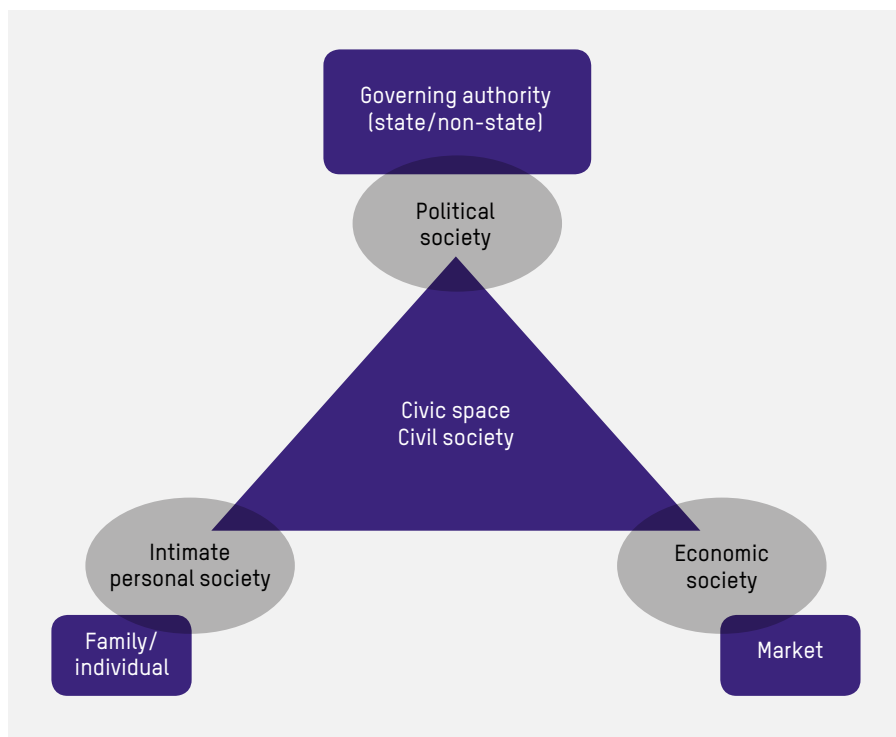 Governing authority
(state/non-state)
Political
society
Civic space
Civil society
Intimate
personal society
Economic
society
Family/
individual
Market